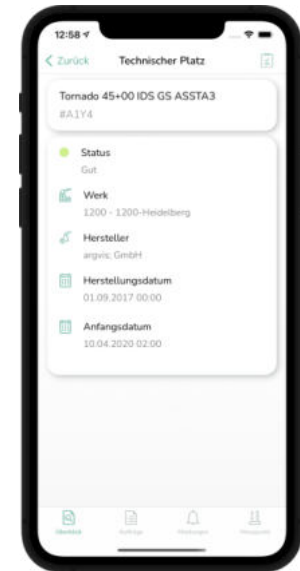 12:58
Zurück
Technischer Platz
Tornado 45+00 IDS GS ASSTA3
#A1Y4
Status
Gut
Werk
1200 - 1200-Heidelberg
Hersteller
argvis; GmbH
Herstellungsdatum
01.09.2017 00:00
Anfangsdatum
10.04.2020 02:00
Überblick
Aufträge
Meldungen